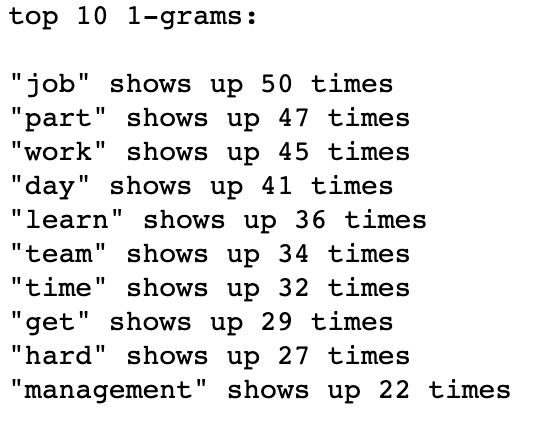 top 10 1-grams:
"job" shows up 50 times
"part" shows up 47 times
"work" shows up 45 times
"day" shows up 41 times
"learn" shows up 36 times
"team" shows up 34 times
"time" shows up 32 times
"get" shows up 29 times
"hard" shows up 27 times
"management" shows up 22 times